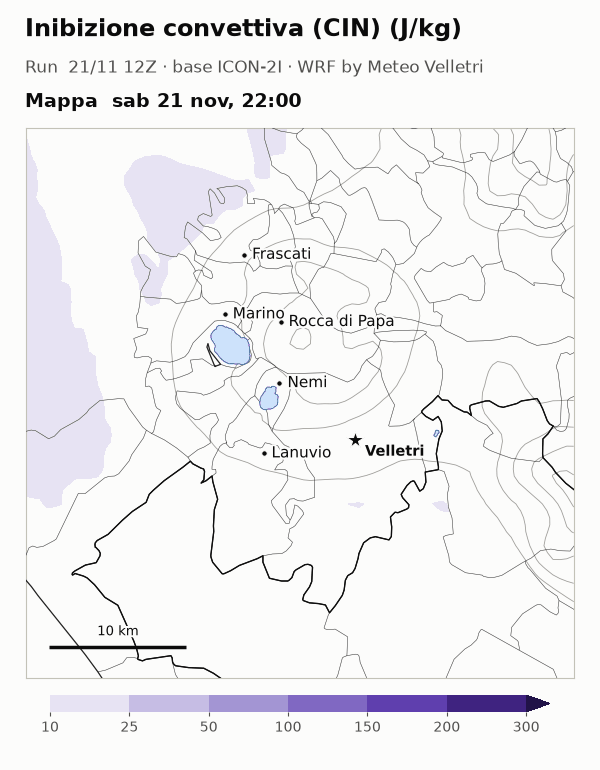 Inibizione convettiva (CIN) (J/kg)
Run  21/11 12Z · base ICON-2I · WRF by Meteo Velletri
Mappa  sab 21 nov, 22:00
Frascati
Marino
Rocca di Papa
Nemi
Velletri
Lanuvio
10 km
10 25 50 100 150 200 300